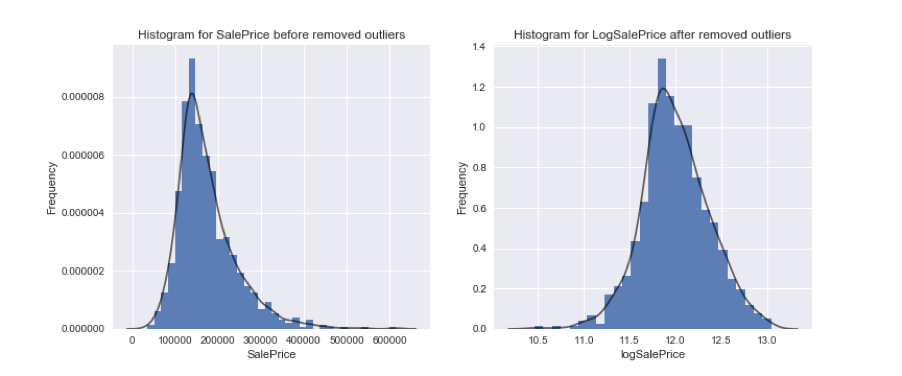 Histogram for SalePrice before removed outliers
Frequency
0.000008
0.000006
0.000004
0.000002
0.000000
0 100000 200000 300000 400000 500000 600000
SalePrice
Histogram for LogSalePrice after removed outliers
Frequency
1.4
1.2
1.0
0.8
0.6
0.4
0.2
0.0
10.5 11.0 11.5 12.0 12.5 13.0
logSalePrice